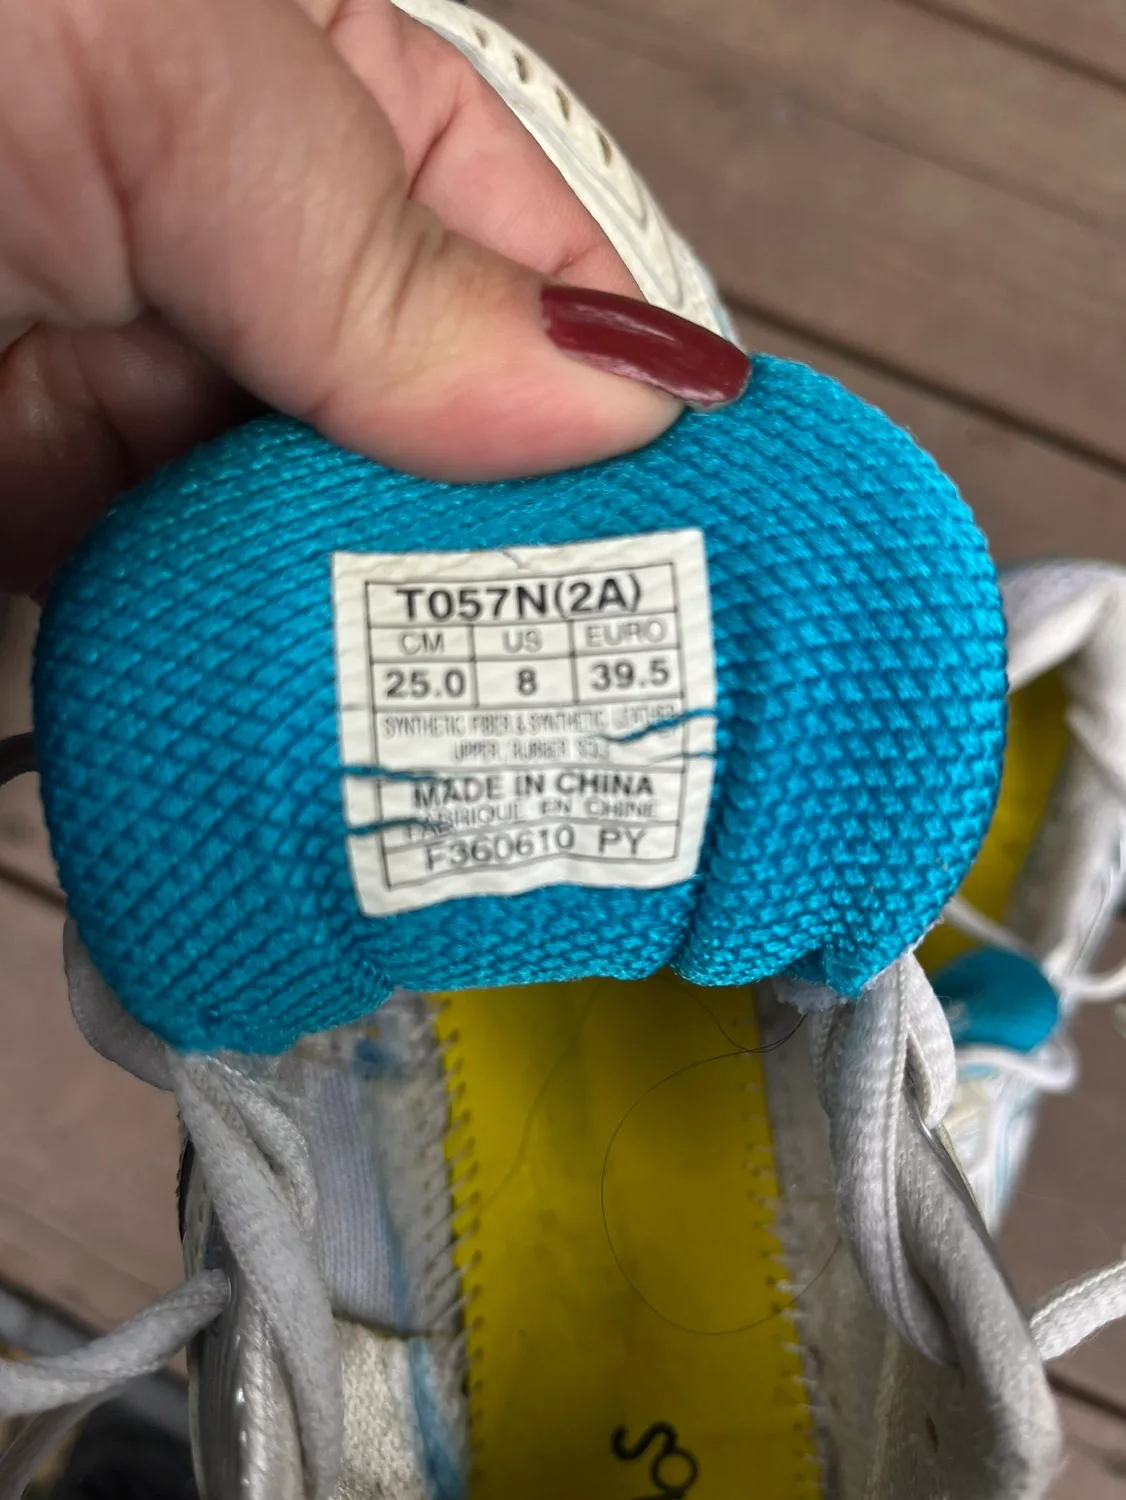 T057N(2A)
CM US EURO
25.0 8 39.5
SYNTHETIC FIBER & SYNTHETIC LEATHER
UPPER, RUBBER SOLE
MADE IN CHINA
FABRIQUE EN CHINE
F360610 PY